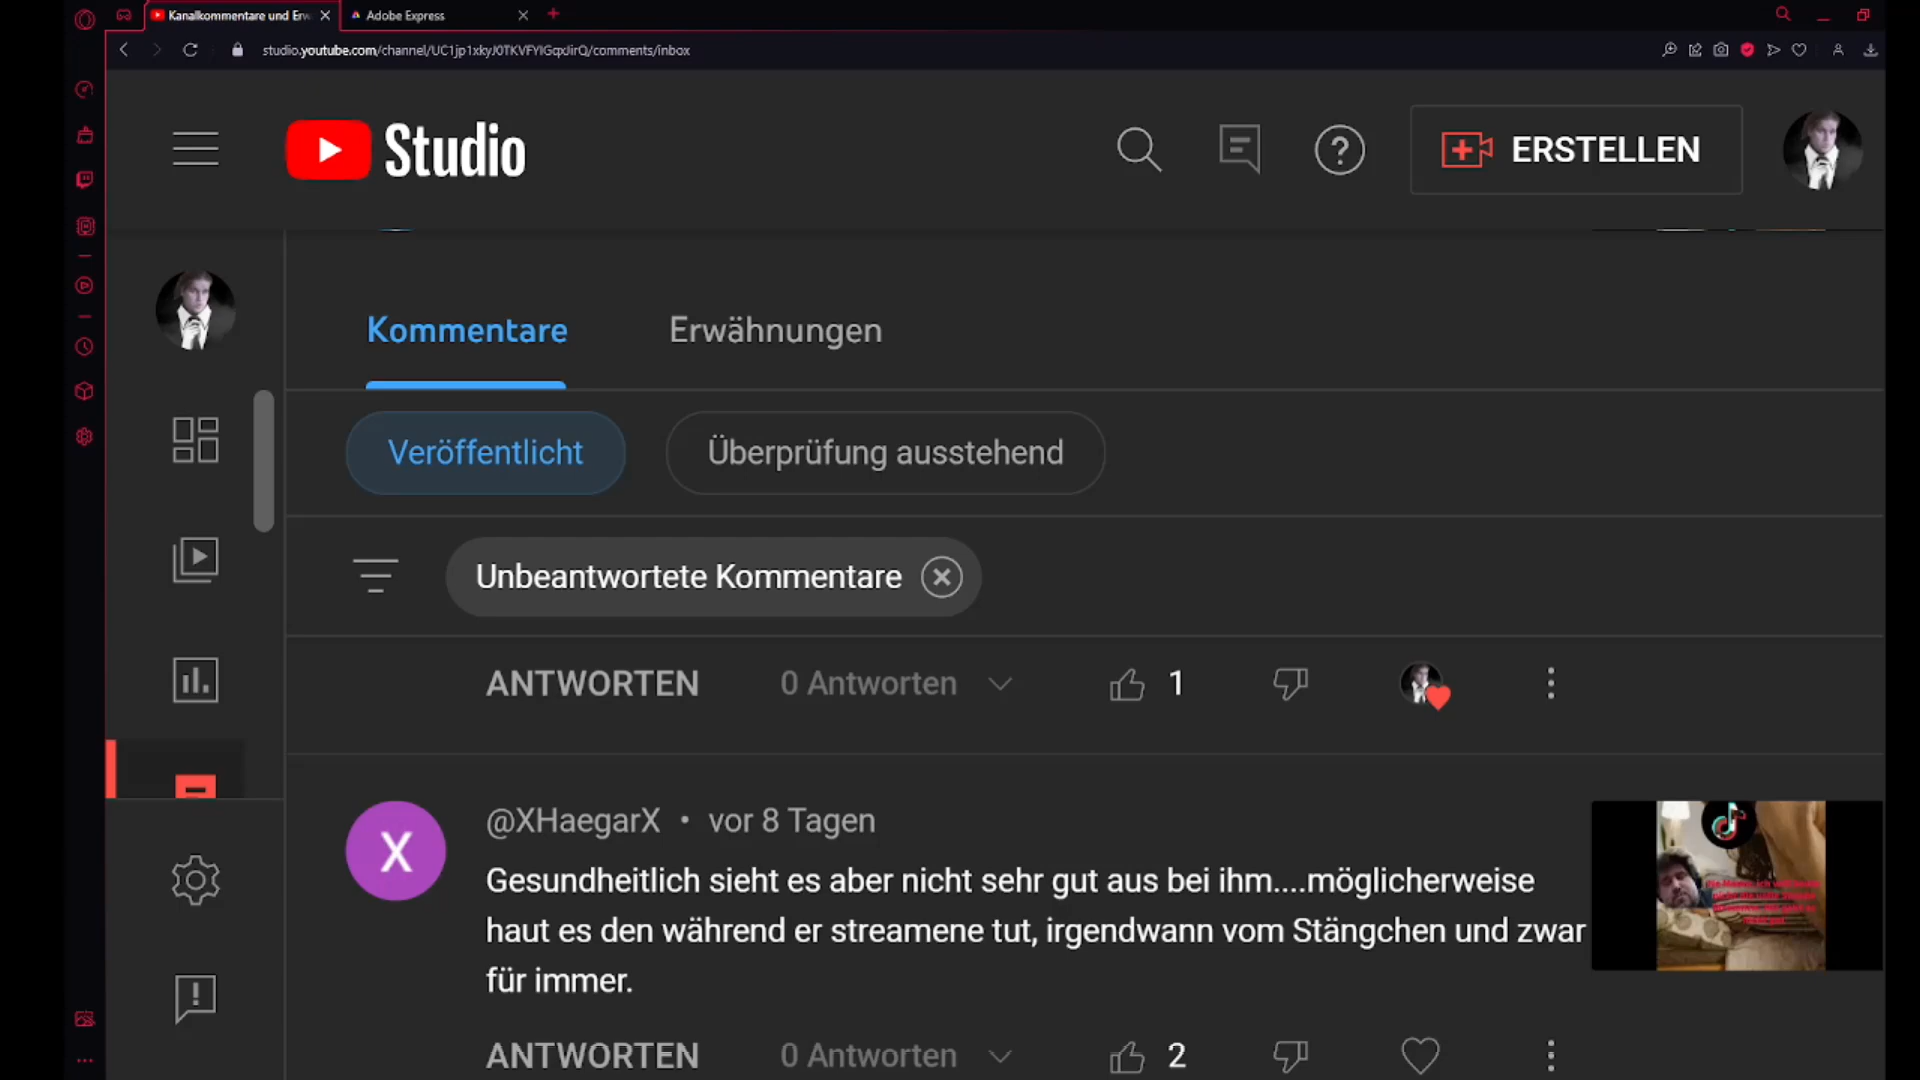 Kanalkommentare und Erw
Adobe Express
studio.youtube.com/channel/UC1jp1xkyJ0TKVFYIGqxJirQ/comments/inbox
Studio
ERSTELLEN
Kommentare
Erwähnungen
Veröffentlicht
Überprüfung ausstehend
Unbeantwortete Kommentare
ANTWORTEN
0 Antworten
1
X
@XHaegarX • vor 8 Tagen
Gesundheitlich sieht es aber nicht sehr gut aus bei ihm....möglicherweise
haut es den während er streamene tut, irgendwann vom Stängchen und zwar
für immer.
ANTWORTEN
0 Antworten
2